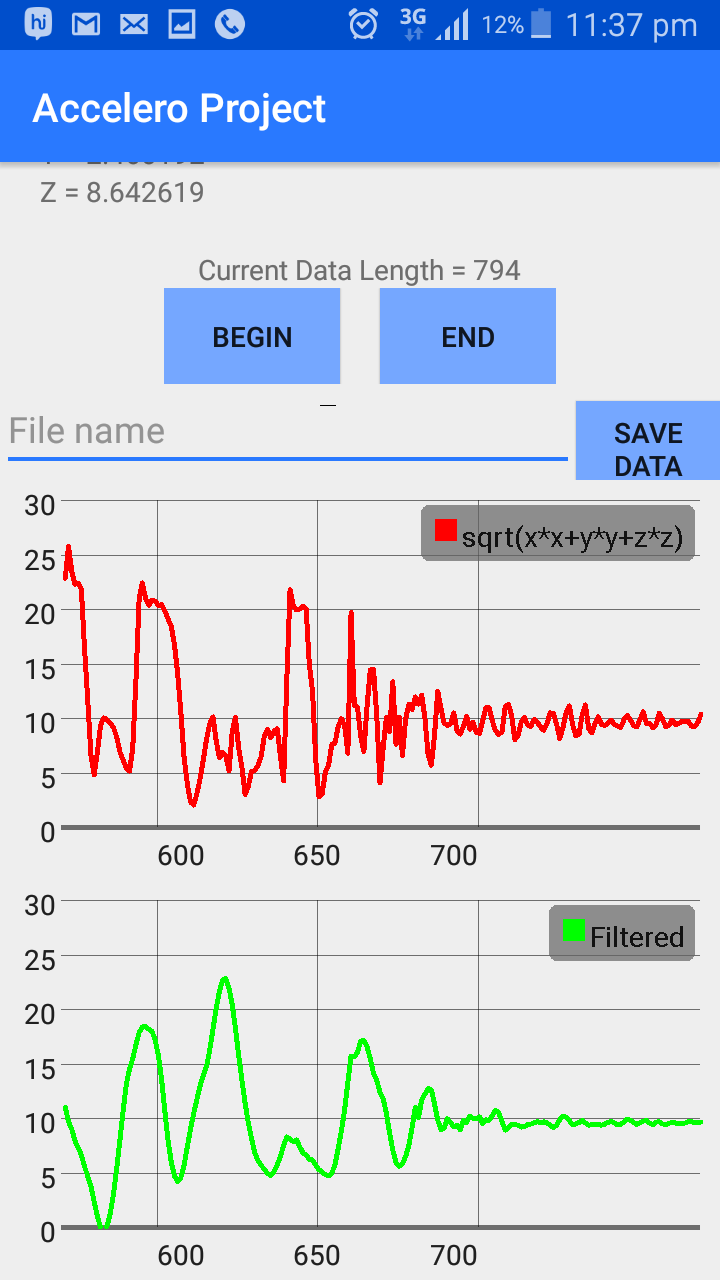 hi 3G 12% 11:37 pm
Accelero Project
Z = 8.642619
Current Data Length = 794
BEGIN END
File name
SAVE
DATA
30
sqrt(x*x+y*y+z*z)
25
20
15
10
5
0
600 650 700
30
Filtered
25
20
15
10
5
0
600 650 700